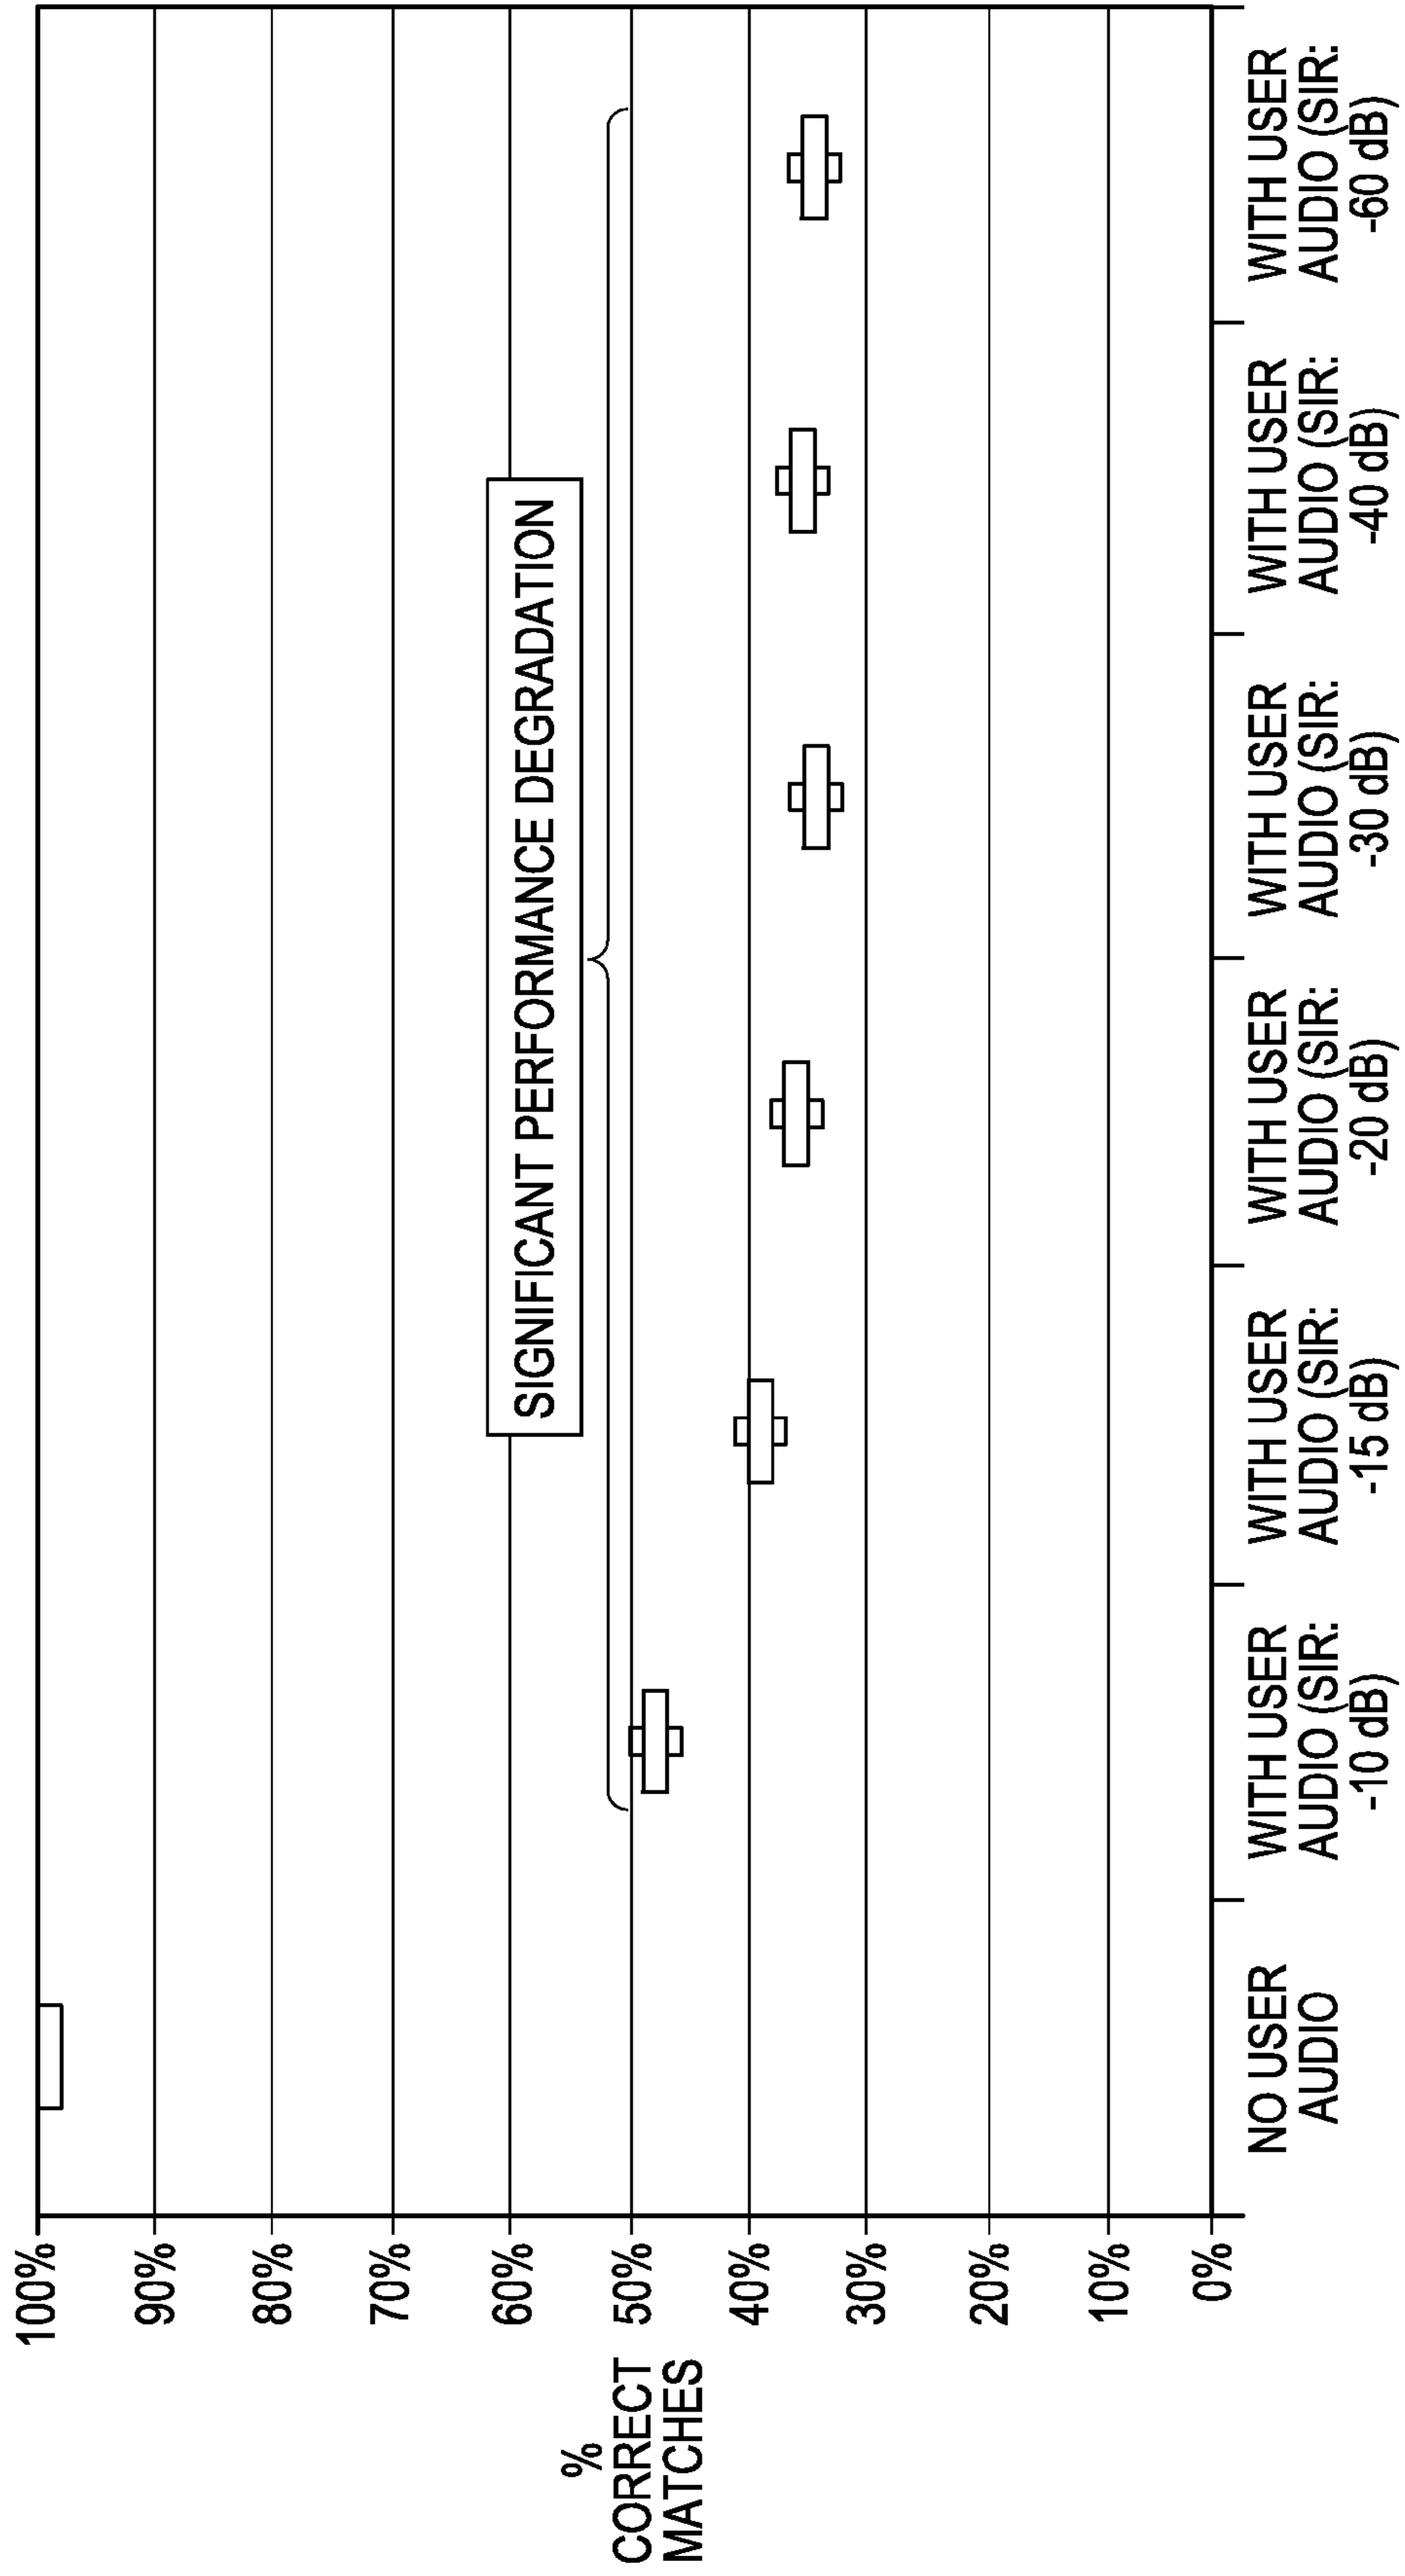 100%
90%
80%
70%
60%
50%
40%
30%
20%
10%
0%
%
CORRECT
MATCHES
SIGNIFICANT PERFORMANCE DEGRADATION
NO USER
AUDIO
WITH USER
AUDIO (SIR:
-10 dB)
WITH USER
AUDIO (SIR:
-15 dB)
WITH USER
AUDIO (SIR:
-20 dB)
WITH USER
AUDIO (SIR:
-30 dB)
WITH USER
AUDIO (SIR:
-40 dB)
WITH USER
AUDIO (SIR:
-60 dB)